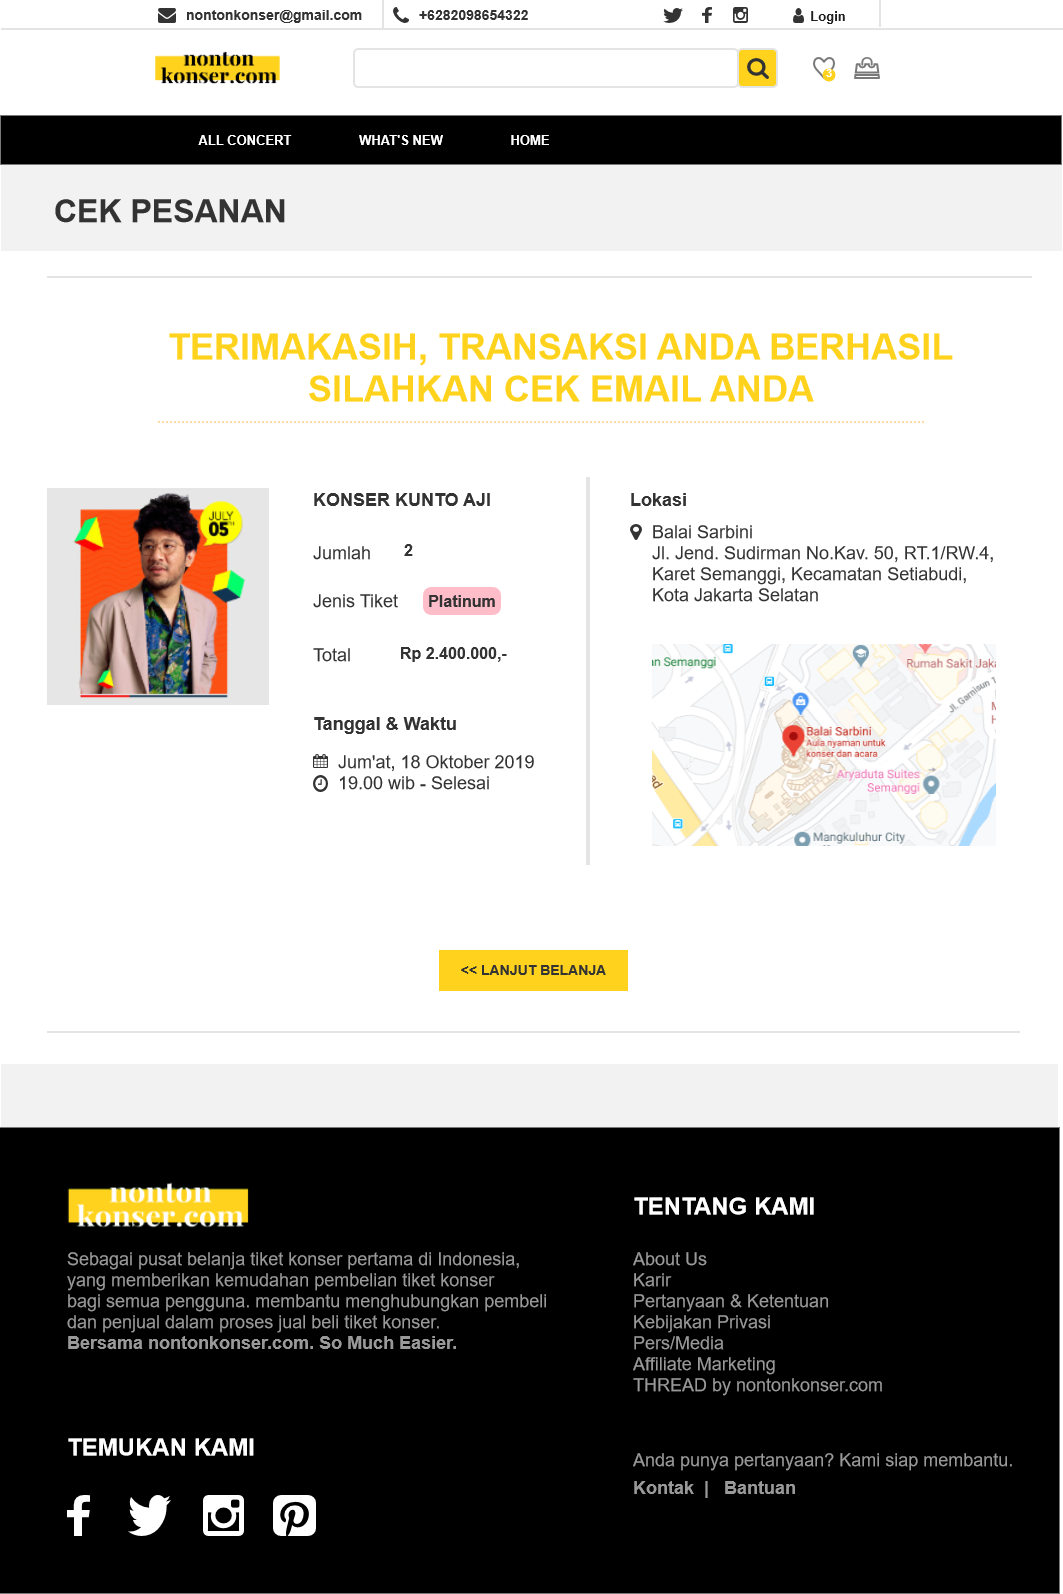 nontonkonser@gmail.com
+6282098654322
Login
nonton
konser.com
3
ALL CONCERT
WHAT'S NEW
HOME
CEK PESANAN
TERIMAKASIH, TRANSAKSI ANDA BERHASIL
SILAHKAN CEK EMAIL ANDA
JULY
05TH
KONSER KUNTO AJI
Jumlah 2
Jenis Tiket Platinum
Total Rp 2.400.000,-
Tanggal & Waktu
Jum'at, 18 Oktober 2019
19.00 wib - Selesai
Lokasi
Balai Sarbini
Jl. Jend. Sudirman No.Kav. 50, RT.1/RW.4,
Karet Semanggi, Kecamatan Setiabudi,
Kota Jakarta Selatan
n Semanggi
Rumah Sakit Jaka
Jl. Garnisun 1
Balai Sarbini
Aula nyaman untuk
konser dan acara
Aryaduta Suites
Semanggi
Mangkuluhur City
<< LANJUT BELANJA
nonton
konser.com
Sebagai pusat belanja tiket konser pertama di Indonesia,
yang memberikan kemudahan pembelian tiket konser
bagi semua pengguna. membantu menghubungkan pembeli
dan penjual dalam proses jual beli tiket konser.
Bersama nontonkonser.com. So Much Easier.
TEMUKAN KAMI
TENTANG KAMI
About Us
Karir
Pertanyaan & Ketentuan
Kebijakan Privasi
Pers/Media
Affiliate Marketing
THREAD by nontonkonser.com
Anda punya pertanyaan? Kami siap membantu.
Kontak | Bantuan